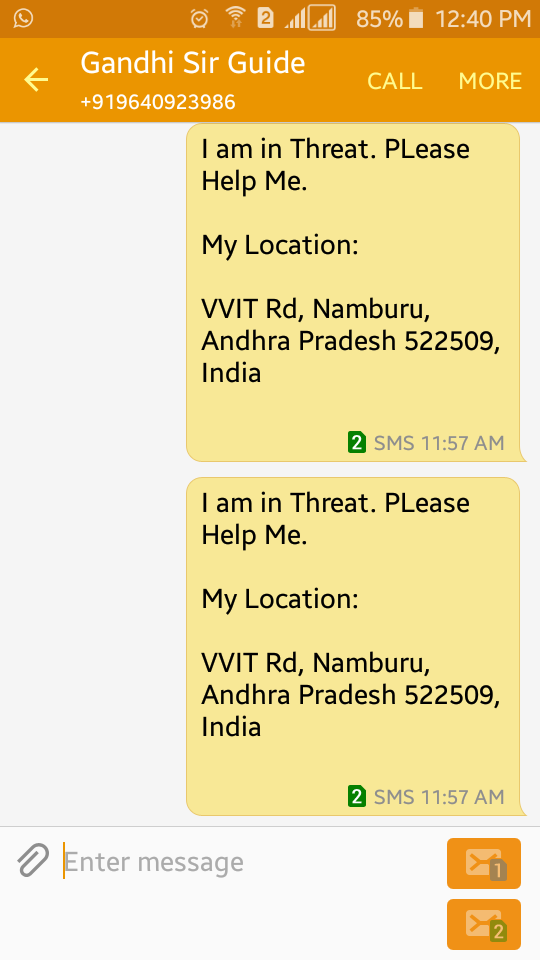 2 85% 12:40 PM
Gandhi Sir Guide
+919640923986
CALL MORE
I am in Threat. PLease
Help Me.
My Location:
VVIT Rd, Namburu,
Andhra Pradesh 522509,
India
2 SMS 11:57 AM
I am in Threat. PLease
Help Me.
My Location:
VVIT Rd, Namburu,
Andhra Pradesh 522509,
India
2 SMS 11:57 AM
Enter message
1
2